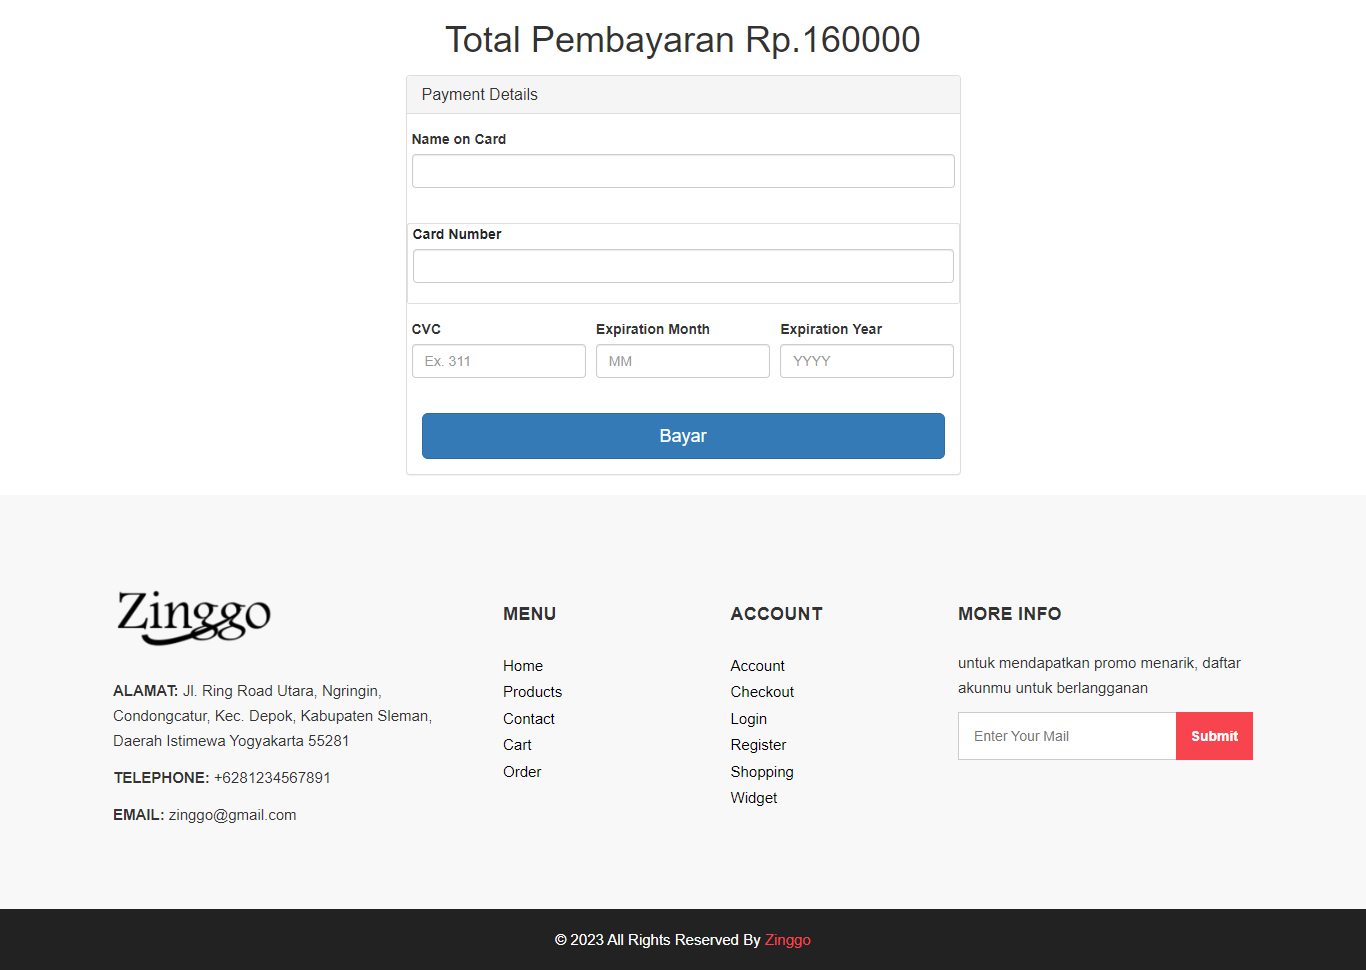 Total Pembayaran Rp.160000
Payment Details
Name on Card
Card Number
CVC
Expiration Month
Expiration Year
Ex. 311
MM
YYYY
Bayar
Zinggo
ALAMAT: Jl. Ring Road Utara, Ngringin,
Condongcatur, Kec. Depok, Kabupaten Sleman,
Daerah Istimewa Yogyakarta 55281
TELEPHONE: +6281234567891
EMAIL: zinggo@gmail.com
MENU
Home
Products
Contact
Cart
Order
ACCOUNT
Account
Checkout
Login
Register
Shopping
Widget
MORE INFO
untuk mendapatkan promo menarik, daftar
akunmu untuk berlangganan
Enter Your Mail
Submit
© 2023 All Rights Reserved By Zinggo